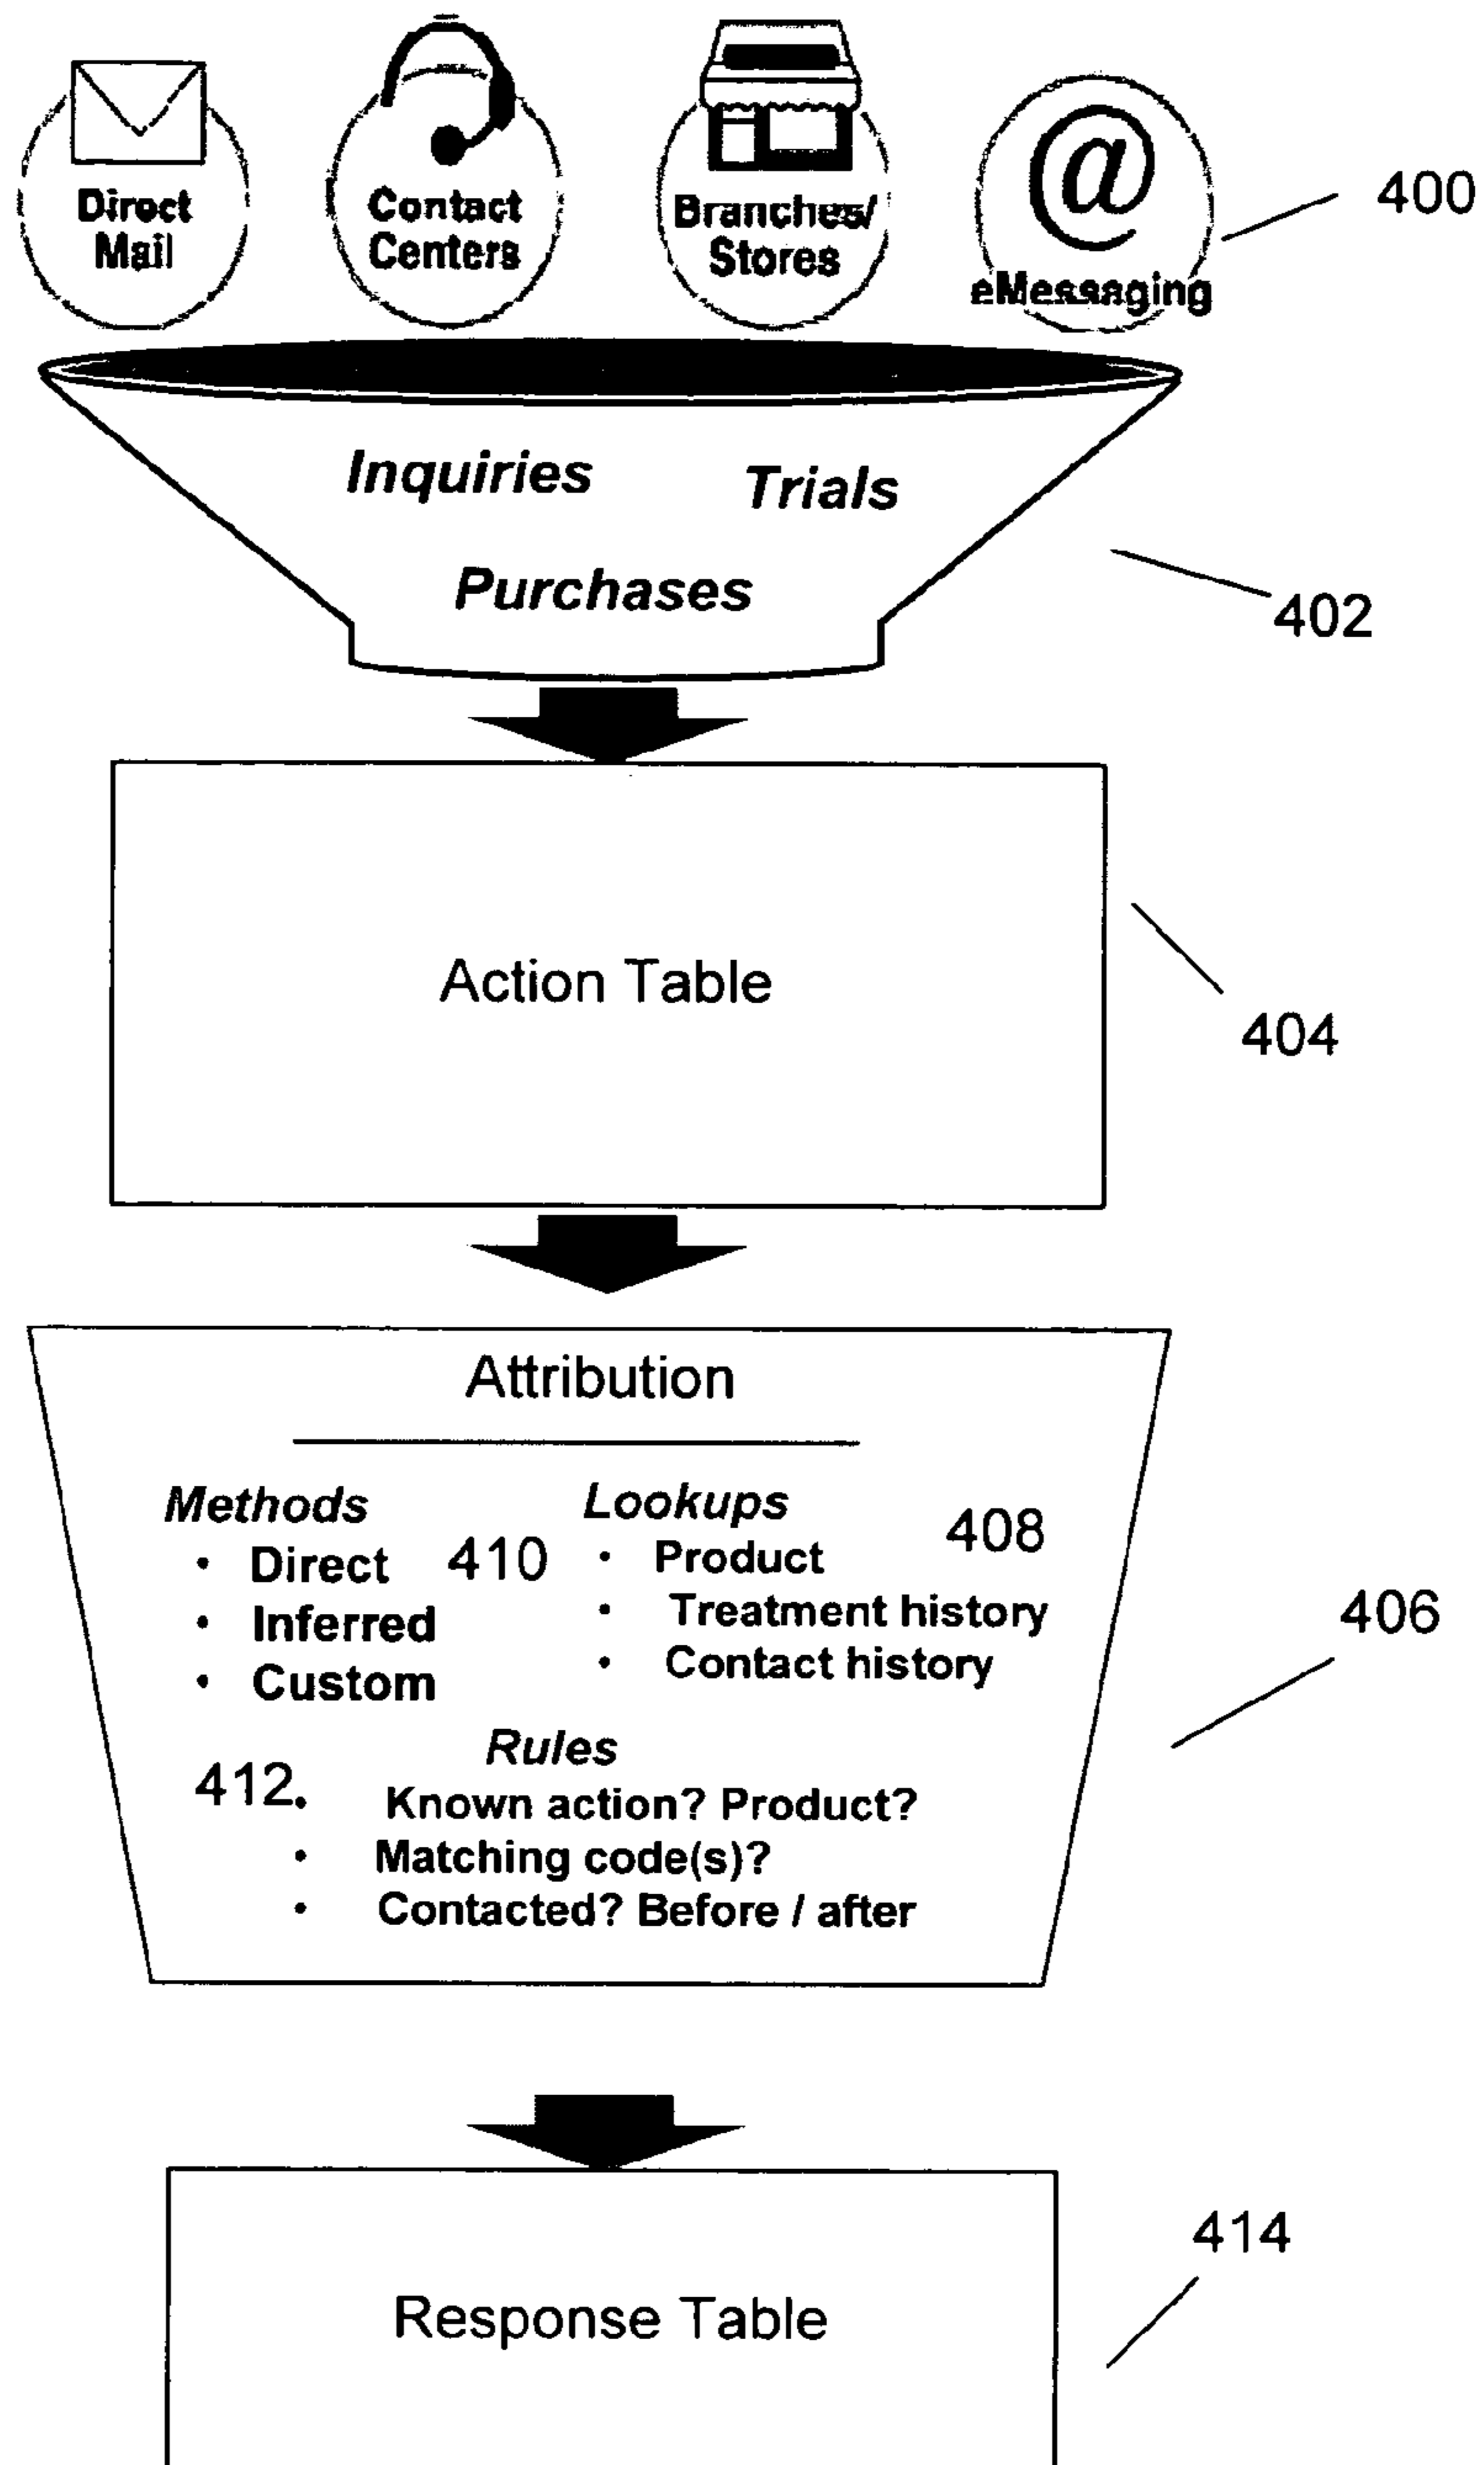 Direct
Mail
Contact
Centers
Branches/
Stores
@
eMessaging
400
Inquiries Trials
Purchases
402
Action Table
404
Attribution
Methods
• Direct 410
• Inferred
• Custom
Lookups 408
• Product
• Treatment history
• Contact history
406
Rules
412
• Known action? Product?
• Matching code(s)?
• Contacted? Before / after
414
Response Table